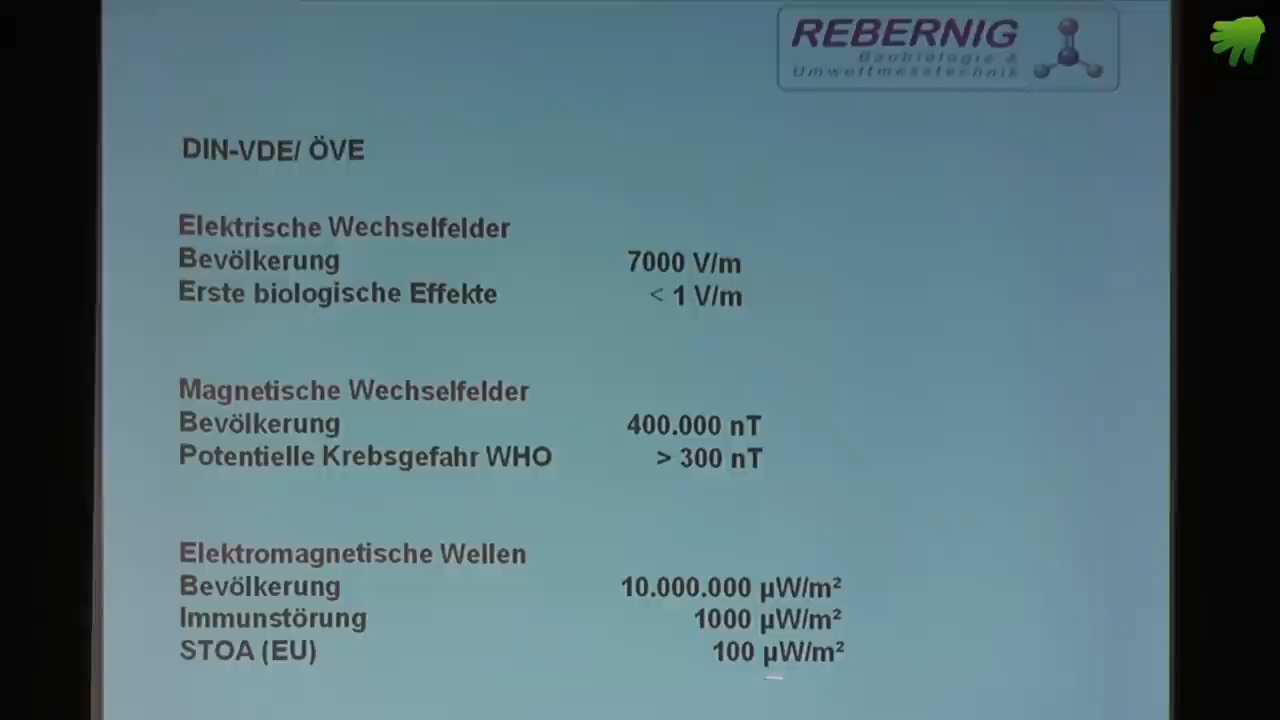 REBERNIG
Baubiologie &
Umweltmesstechnik
DIN-VDE/ ÖVE
Elektrische Wechselfelder
Bevölkerung 7000 V/m
Erste biologische Effekte < 1 V/m
Magnetische Wechselfelder
Bevölkerung 400.000 nT
Potentielle Krebsgefahr WHO > 300 nT
Elektromagnetische Wellen
Bevölkerung 10.000.000 µW/m²
Immunstörung 1000 µW/m²
STOA (EU) 100 µW/m²